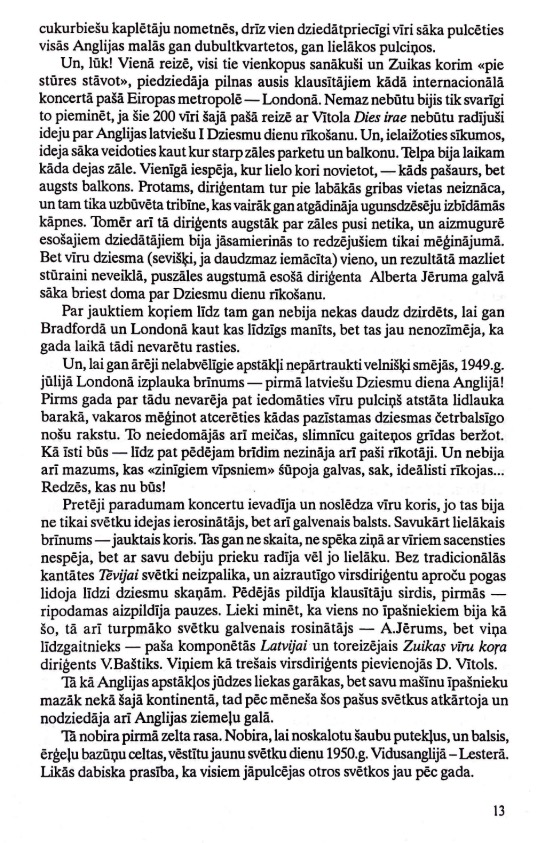 cukurbiešu kaplētāju nometnēs, drīz vien dziedātpriecīgi vīri sāka pulcēties
visās Anglijas malās gan dubultkvartetos, gan lielākos pulciņos.
Un, lūk! Vienā reizē, visi tie vienkopus sanākuši un Zuikas korim «pie
stūres stāvot», piedziedāja pilnas ausis klausītājiem kādā internacionālā
koncertā pašā Eiropas metropolē — Londonā. Nemaz nebūtu bijis tik svarīgi
to pieminēt, ja šie 200 vīri šajā pašā reizē ar Vītola Dies irae nebūtu radījuši
ideju par Anglijas latviešu I Dziesmu dienu rīkošanu. Un, ielaižoties sīkumos,
ideja sāka veidoties kaut kur starp zāles parketu un balkonu. Telpa bija laikam
kāda dejas zāle. Vienīgā iespēja, kur lielo kori novietot, — kāds pašaurs, bet
augsts balkons. Protams, diriģentam tur pie labākās gribas vietas neiznāca,
un tam tika uzbūvēta tribīne, kas vairāk gan atgādināja ugunsdzēsēju izbīdāmās
kāpnes. Tomēr arī tā diriģents augstāk par zāles pusi netika, un aizmugurē
esošajiem dziedātājiem bija jāsamierinās to redzējušiem tikai mēģinājumā.
Bet vīru dziesma (sevišķi, ja daudzmaz iemācīta) vieno, un rezultātā mazliet
stūraini neveiklā, puszāles augstumā esošā diriģenta Alberta Jēruma galvā
sāka briest doma par Dziesmu dienu rīkošanu.
Par jauktiem koŗiem līdz tam gan nebija nekas daudz dzirdēts, lai gan
Bradfordā un Londonā kaut kas līdzīgs manīts, bet tas jau nenozīmēja, ka
gada laikā tādi nevarētu rasties.
Un, lai gan ārēji nelabvēlīgie apstākļi nepārtraukti velnišķi smējās, 1949.g.
jūlijā Londonā izplauka brīnums — pirmā latviešu Dziesmu diena Anglijā!
Pirms gada par tādu nevarēja pat iedomāties vīru pulciņš atstāta lidlauka
barakā, vakaros mēģinot atcerēties kādas pazīstamas dziesmas četrbalsīgo
nošu rakstu. To neiedomājās arī meičas, slimnīcu gaiteņos grīdas beržot.
Kā īsti būs — līdz pat pēdējam brīdim nezināja arī paši rīkotāji. Un nebija
arī mazums, kas «zinīgiem vīpsniem» šūpoja galvas, sak, ideālisti rīkojas...
Redzēs, kas nu būs!
Pretēji paradumam koncertu ievadīja un noslēdza vīru koris, jo tas bija
ne tikai svētku idejas ierosinātājs, bet arī galvenais balsts. Savukārt lielākais
brīnums — jauktais koris. Tas gan ne skaita, ne spēka ziņā ar vīriem sacensties
nespēja, bet ar savu debiju prieku radīja vēl jo lielāku. Bez tradicionālās
kantātes Tēvijai svētki neizpalika, un aizrautīgo virsdiriģentu aproču pogas
lidoja līdzi dziesmu skaņām. Pēdējās pildīja klausītāju sirdis, pirmās —
ripodamas aizpildīja pauzes. Lieki minēt, ka viens no īpašniekiem bija kā
šo, tā arī turpmāko svētku galvenais rosinātājs — A.Jērums, bet viņa
līdzgaitnieks — paša komponētās Latvijai un toreizējais Zuikas vīru koŗa
diriģents V.Baštiks. Viņiem kā trešais virsdiriģents pievienojās D. Vītols.
Tā kā Anglijas apstākļos jūdzes liekas garākas, bet savu mašīnu īpašnieku
mazāk nekā šajā kontinentā, tad pēc mēneša šos pašus svētkus atkārtoja un
nodziedāja arī Anglijas ziemeļu galā.
Tā nobira pirmā zelta rasa. Nobira, lai noskalotu šaubu putekļus, un balsis,
ērģeļu bazūņu celtas, vēstītu jaunu svētku dienu 1950.g. Vidusanglijā – Lesterā.
Likās dabiska prasība, ka visiem jāpulcējas otros svētkos jau pēc gada.
13